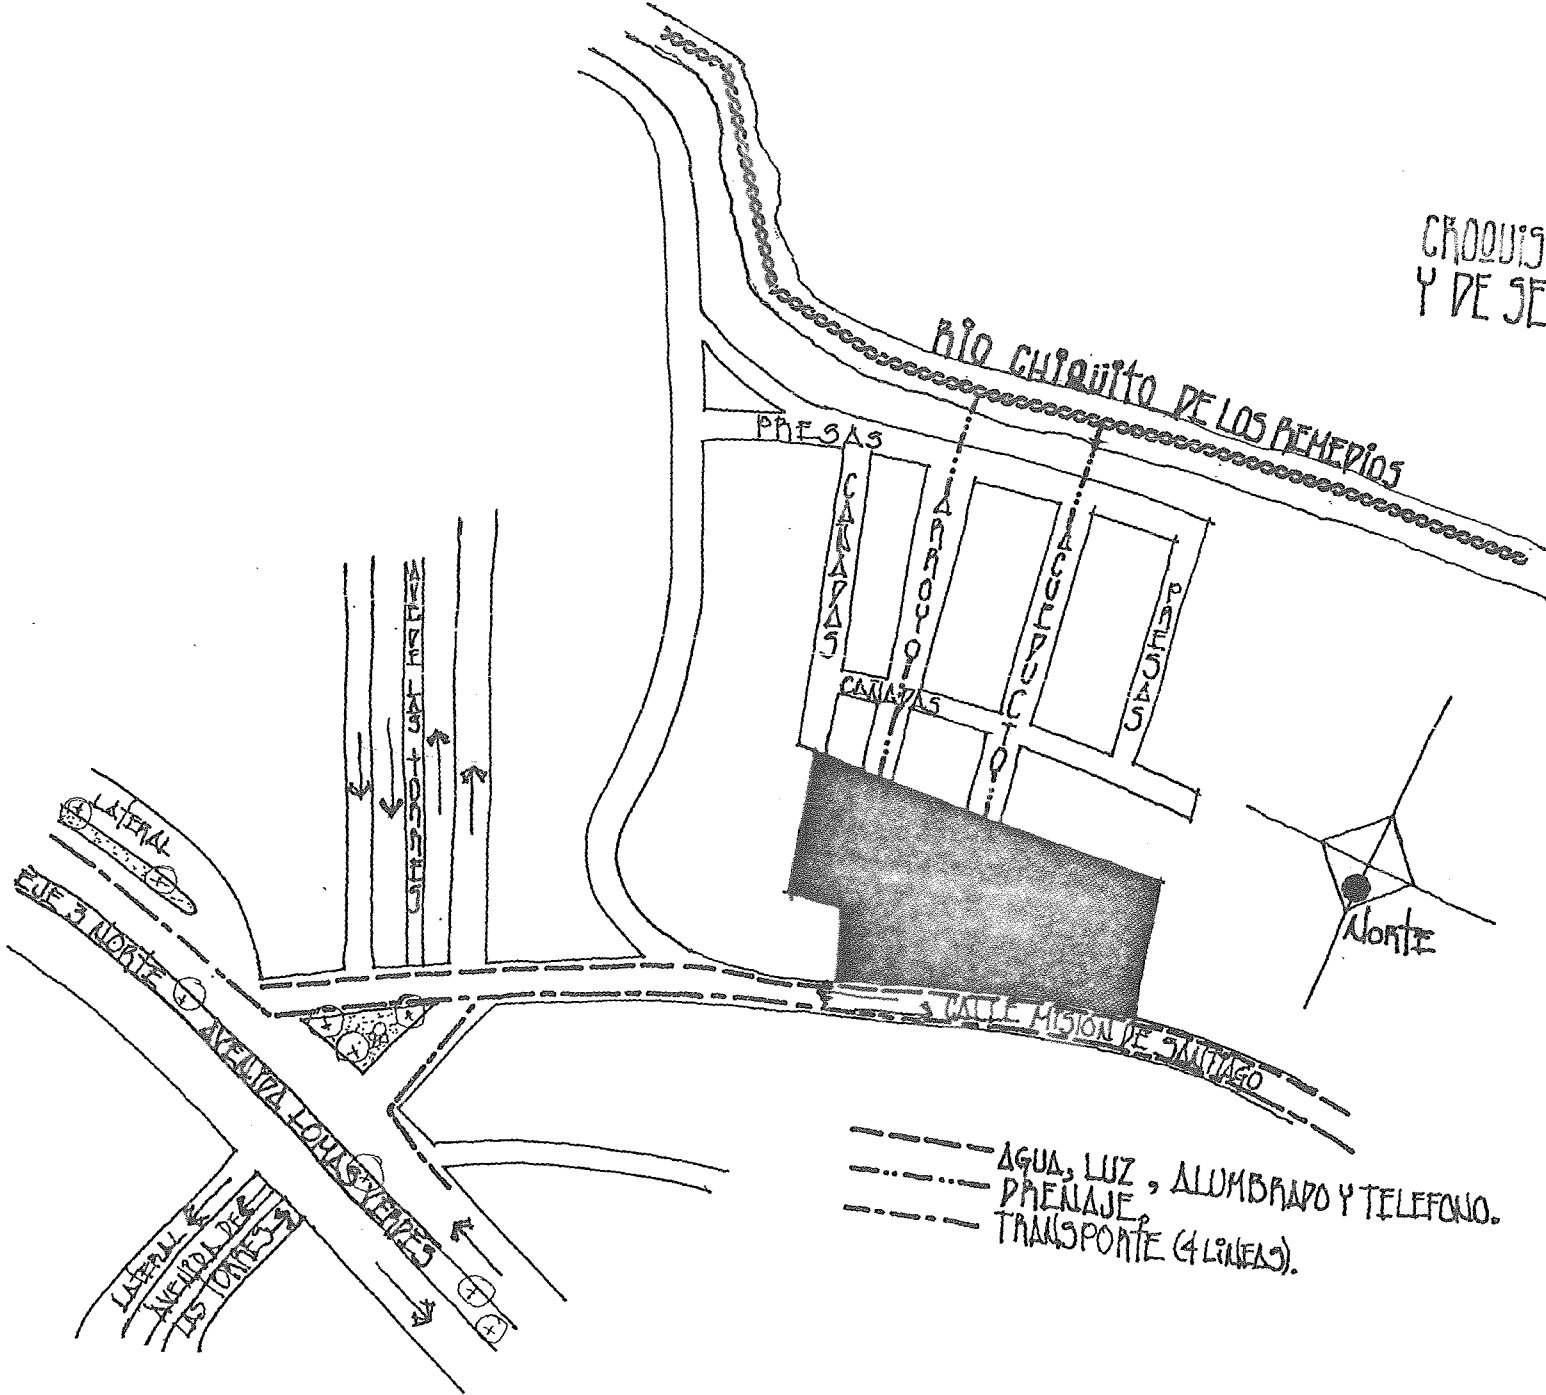 CROQUIS
Y DE SE
RIO CHIQUITO DE LOS REMEDIOS
PRESAS
CAÑADAS
ARROYO
ACUEDUCTO
PRESAS
CAÑADAS
AVE DE LAS TORRES
LATERAL
EJE 3 NORTE
AVENIDA LOMAS VERDES
NORTE
CALLE MISION DE SANTIAGO
LATERAL
AVENIDA DE
LAS TORRES
AGUA, LUZ, ALUMBRADO Y TELEFONO.
DRENAJE.
TRANSPORTE (4 LINEAS).